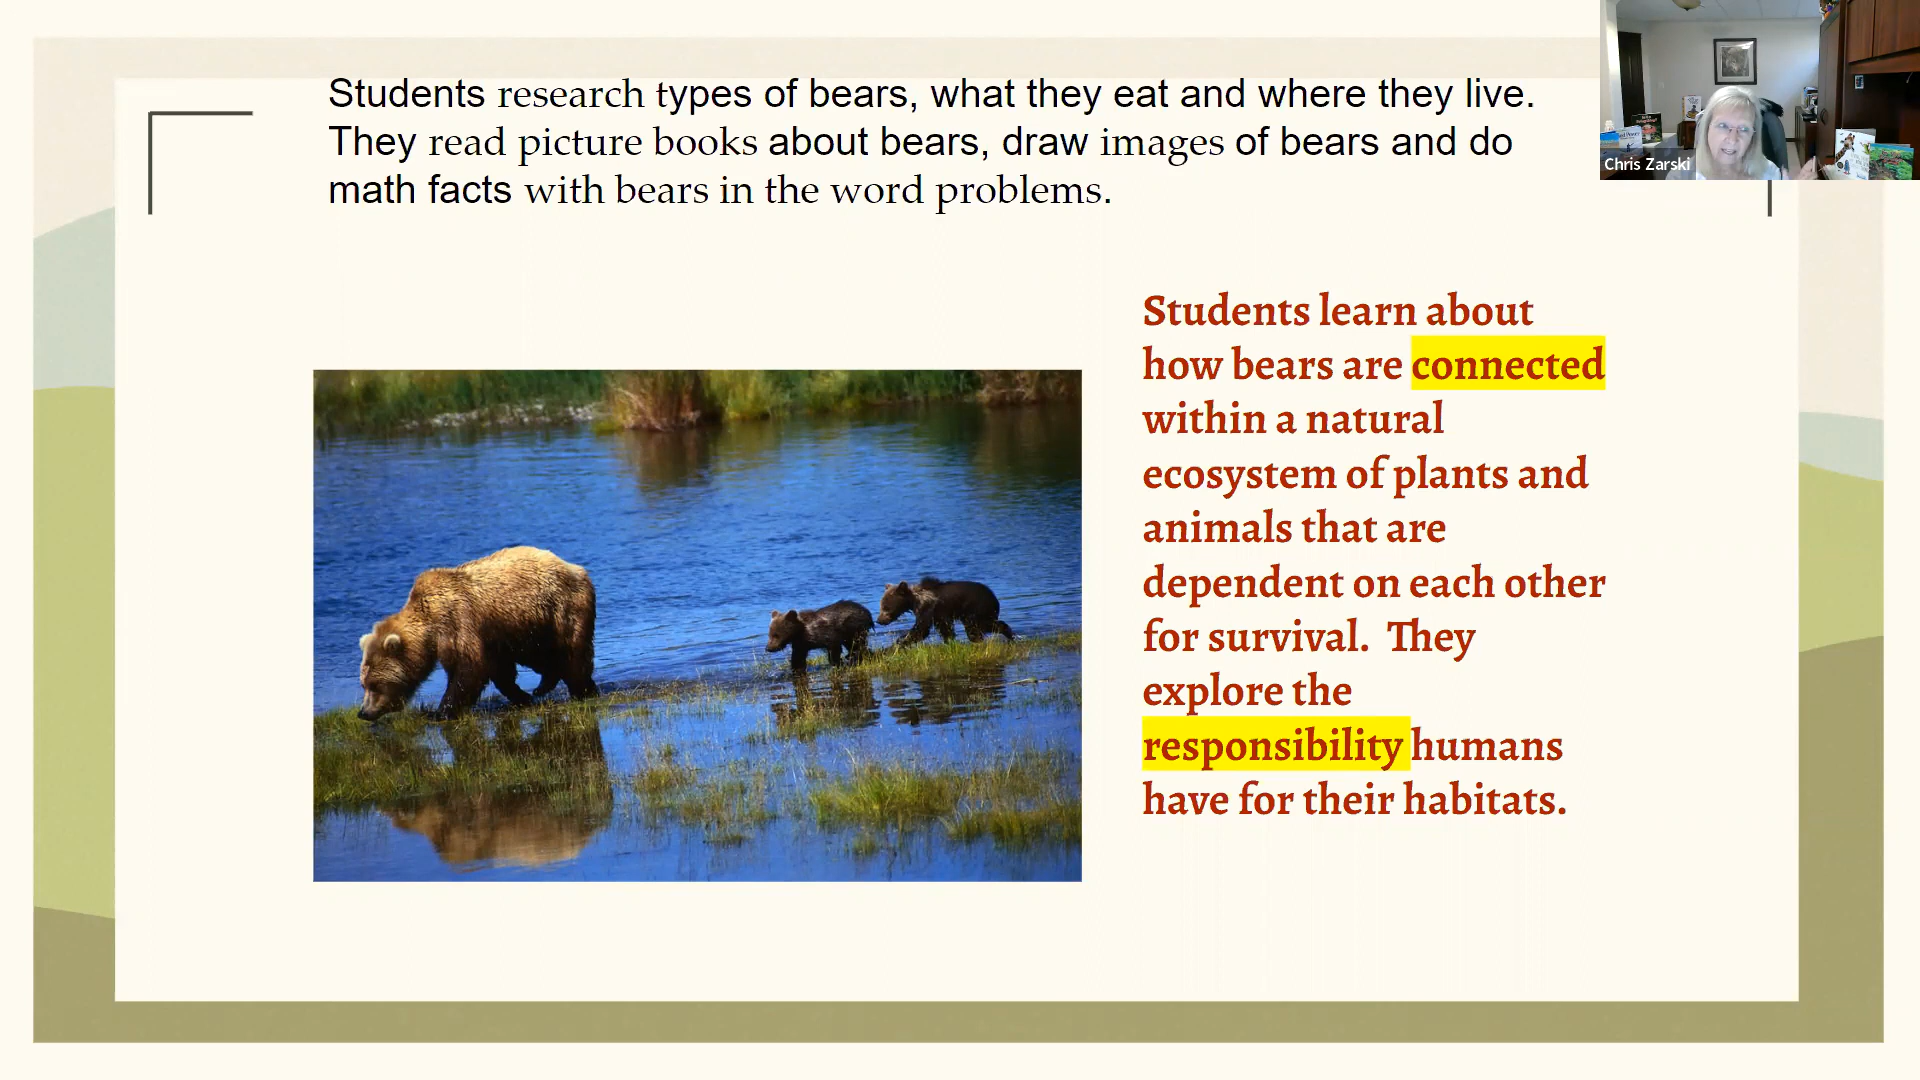 Students research types of bears, what they eat and where they live.
They read picture books about bears, draw images of bears and do
math facts with bears in the word problems.
Chris Zarski
Students learn about
how bears are connected
within a natural
ecosystem of plants and
animals that are
dependent on each other
for survival.  They
explore the
responsibility humans
have for their habitats.